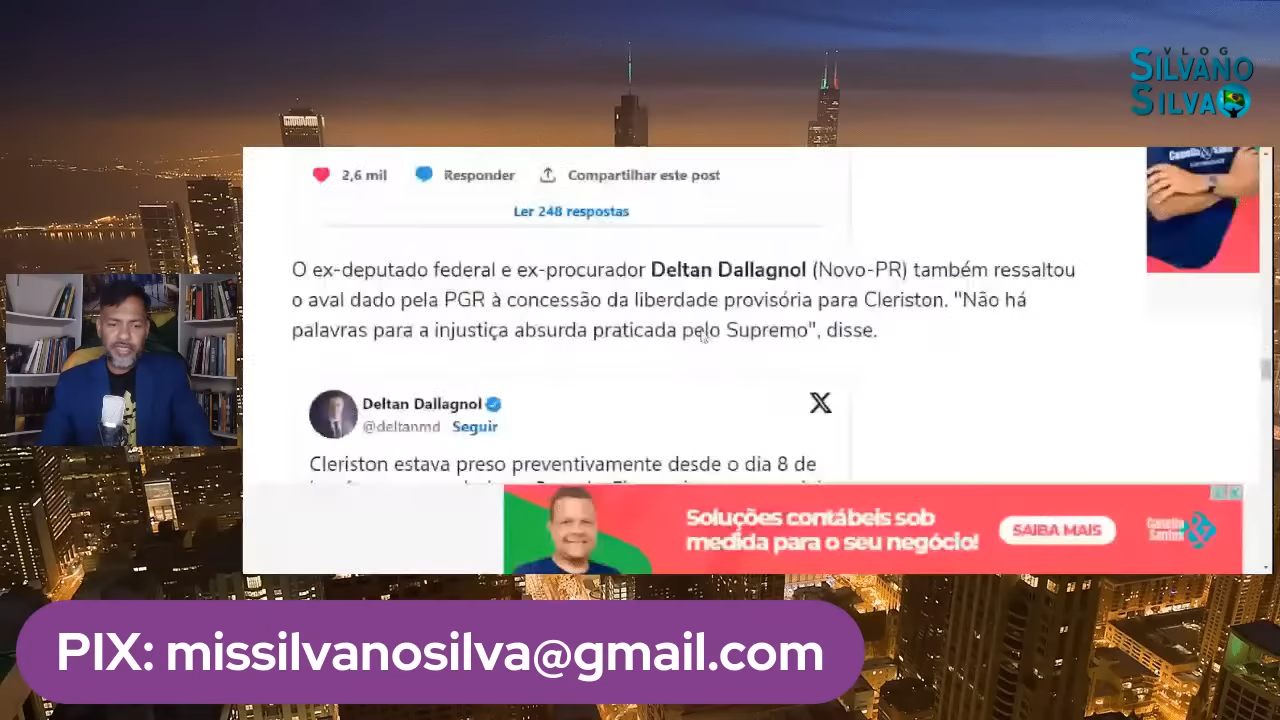 VLOG
SILVANO
SILVA
2,6 mil
Responder
Compartilhar este post
Ler 248 respostas
O ex-deputado federal e ex-procurador Deltan Dallagnol (Novo-PR) também ressaltou
o aval dado pela PGR à concessão da liberdade provisória para Cleriston. "Não há
palavras para a injustiça absurda praticada pelo Supremo", disse.
Deltan Dallagnol
@deltanmd Seguir
Cleriston estava preso preventivamente desde o dia 8 de
Soluções contábeis sob
medida para o seu negócio!
SAIBA MAIS
PIX: missilvanosilva@gmail.com